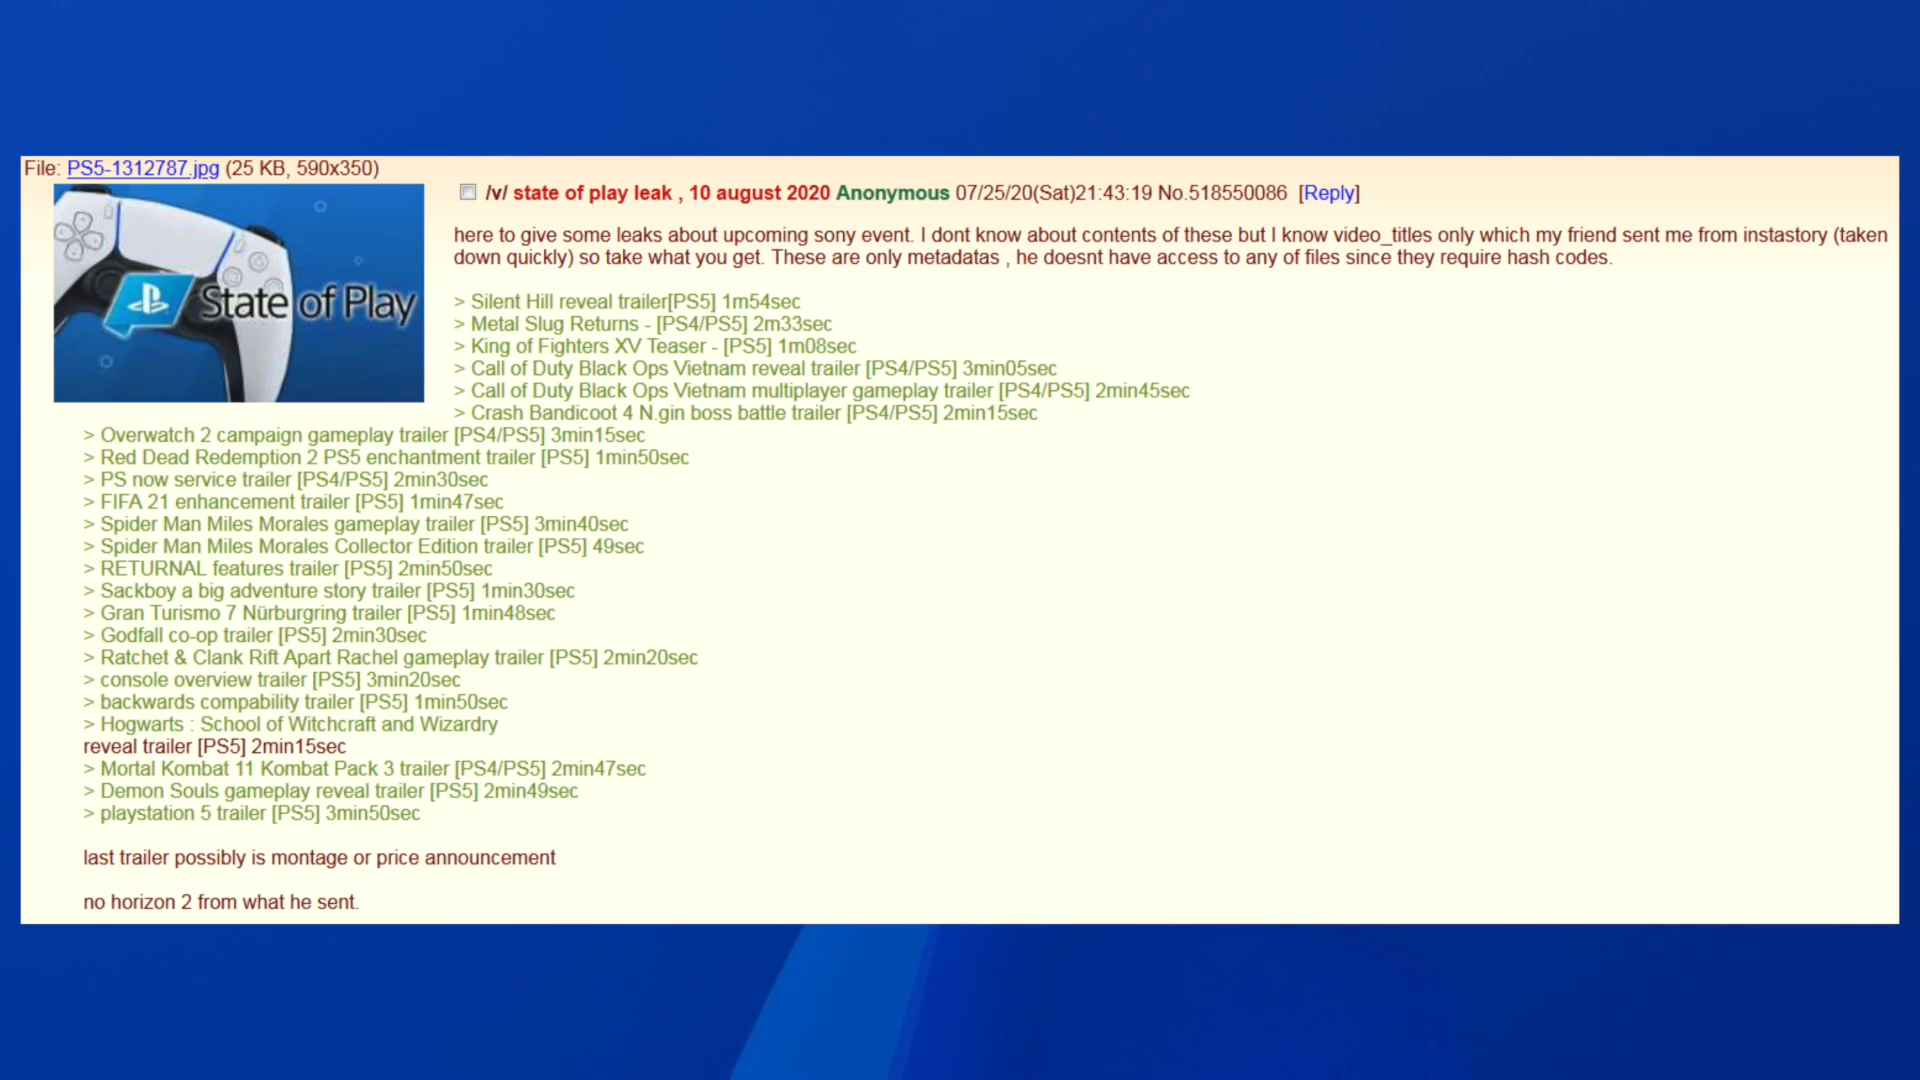 File: PS5-1312787.jpg (25 KB, 590x350)
State of Play
/v/ state of play leak , 10 august 2020 Anonymous 07/25/20(Sat)21:43:19 No.518550086 [Reply]
here to give some leaks about upcoming sony event. I dont know about contents of these but I know video_titles only which my friend sent me from instastory (taken
down quickly) so take what you get. These are only metadatas , he doesnt have access to any of files since they require hash codes.
> Silent Hill reveal trailer[PS5] 1m54sec
> Metal Slug Returns - [PS4/PS5] 2m33sec
> King of Fighters XV Teaser - [PS5] 1m08sec
> Call of Duty Black Ops Vietnam reveal trailer [PS4/PS5] 3min05sec
> Call of Duty Black Ops Vietnam multiplayer gameplay trailer [PS4/PS5] 2min45sec
> Crash Bandicoot 4 N.gin boss battle trailer [PS4/PS5] 2min15sec
> Overwatch 2 campaign gameplay trailer [PS4/PS5] 3min15sec
> Red Dead Redemption 2 PS5 enchantment trailer [PS5] 1min50sec
> PS now service trailer [PS4/PS5] 2min30sec
> FIFA 21 enhancement trailer [PS5] 1min47sec
> Spider Man Miles Morales gameplay trailer [PS5] 3min40sec
> Spider Man Miles Morales Collector Edition trailer [PS5] 49sec
> RETURNAL features trailer [PS5] 2min50sec
> Sackboy a big adventure story trailer [PS5] 1min30sec
> Gran Turismo 7 Nürburgring trailer [PS5] 1min48sec
> Godfall co-op trailer [PS5] 2min30sec
> Ratchet & Clank Rift Apart Rachel gameplay trailer [PS5] 2min20sec
> console overview trailer [PS5] 3min20sec
> backwards compability trailer [PS5] 1min50sec
> Hogwarts : School of Witchcraft and Wizardry
reveal trailer [PS5] 2min15sec
> Mortal Kombat 11 Kombat Pack 3 trailer [PS4/PS5] 2min47sec
> Demon Souls gameplay reveal trailer [PS5] 2min49sec
> playstation 5 trailer [PS5] 3min50sec
last trailer possibly is montage or price announcement
no horizon 2 from what he sent.